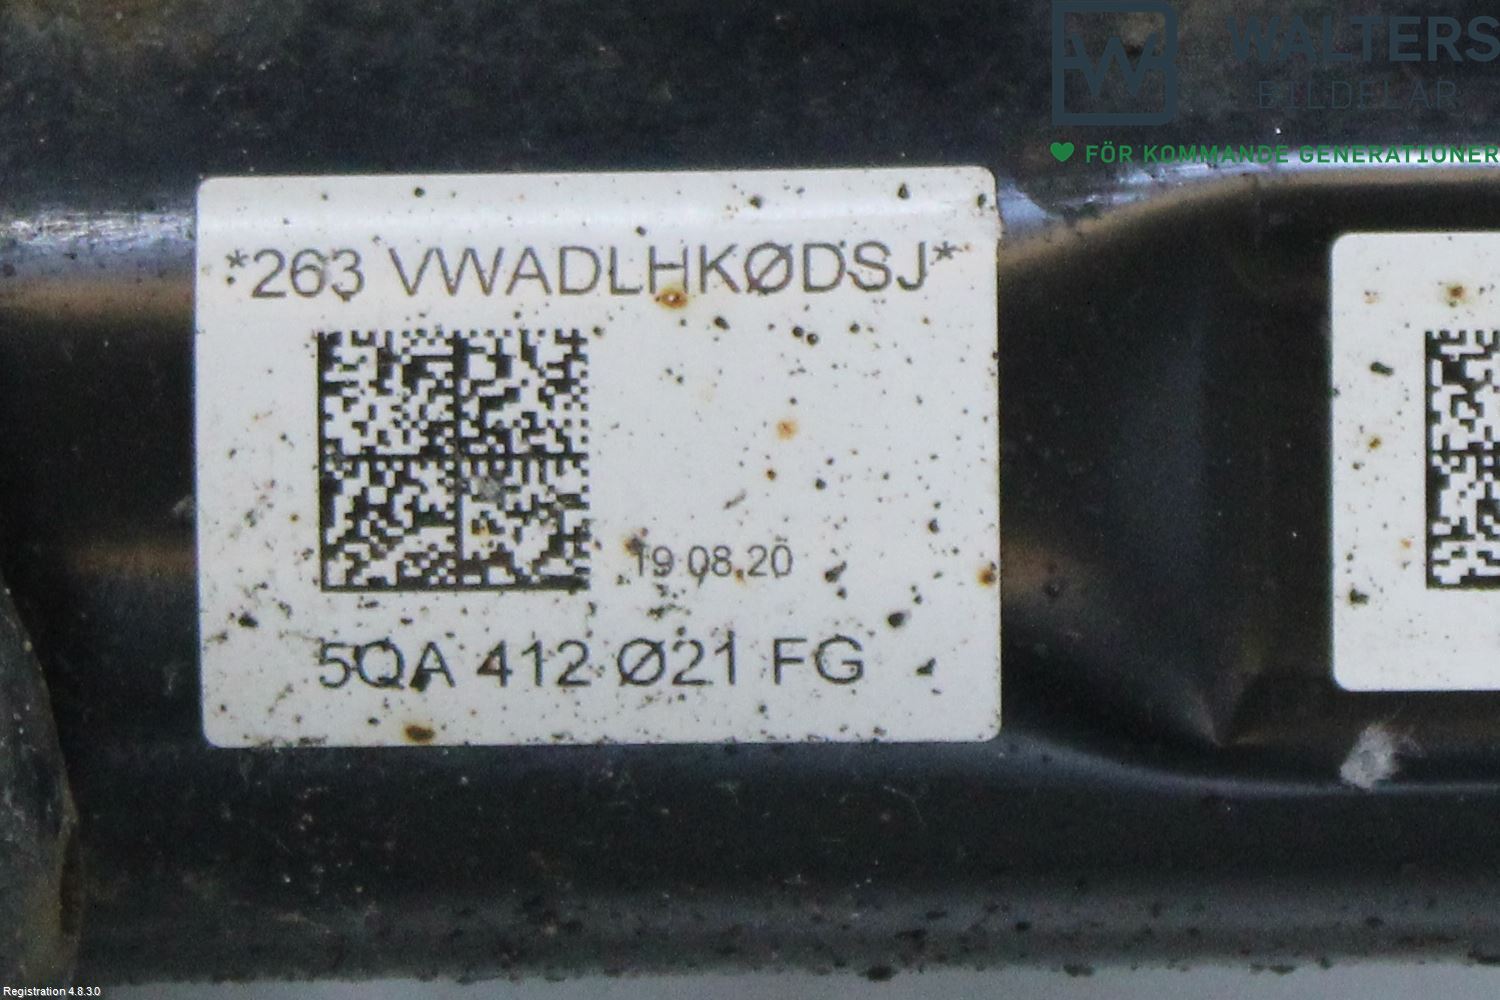 WALTERS
BILDELAR
FÖR KOMMANDE GENERATIONER
*263 VWADLHKØDSJ*
19.08.20
5QA 412 Ø21 FG
Registration 4.8.3.0